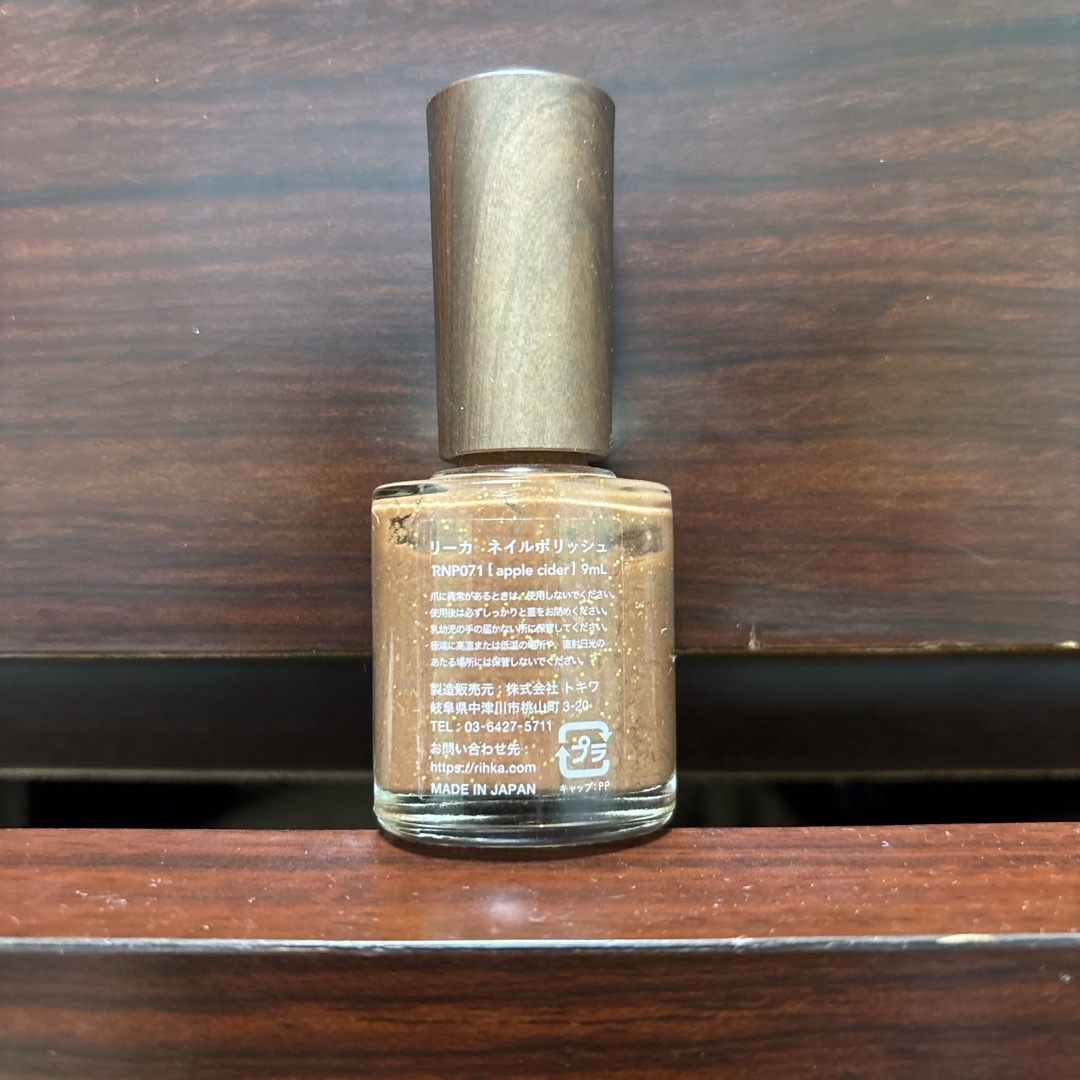 リーカ ネイルポリッシュ
RNP071 [ apple cider ] 9mL
爪に異常があるときは、使用しないでください。
使用後は必ずしっかりと蓋をお閉めください。
乳幼児の手の届かない所に保管してください。
極端に高温または低温の場所や、直射日光の
あたる場所には保管しないでください。
製造販売元 : 株式会社 トキワ
岐阜県中津川市桃山町 3-20
TEL : 03-6427-5711
お問い合わせ先 :
https://rihka.com
プラ
MADE IN JAPAN
キャップ : PP